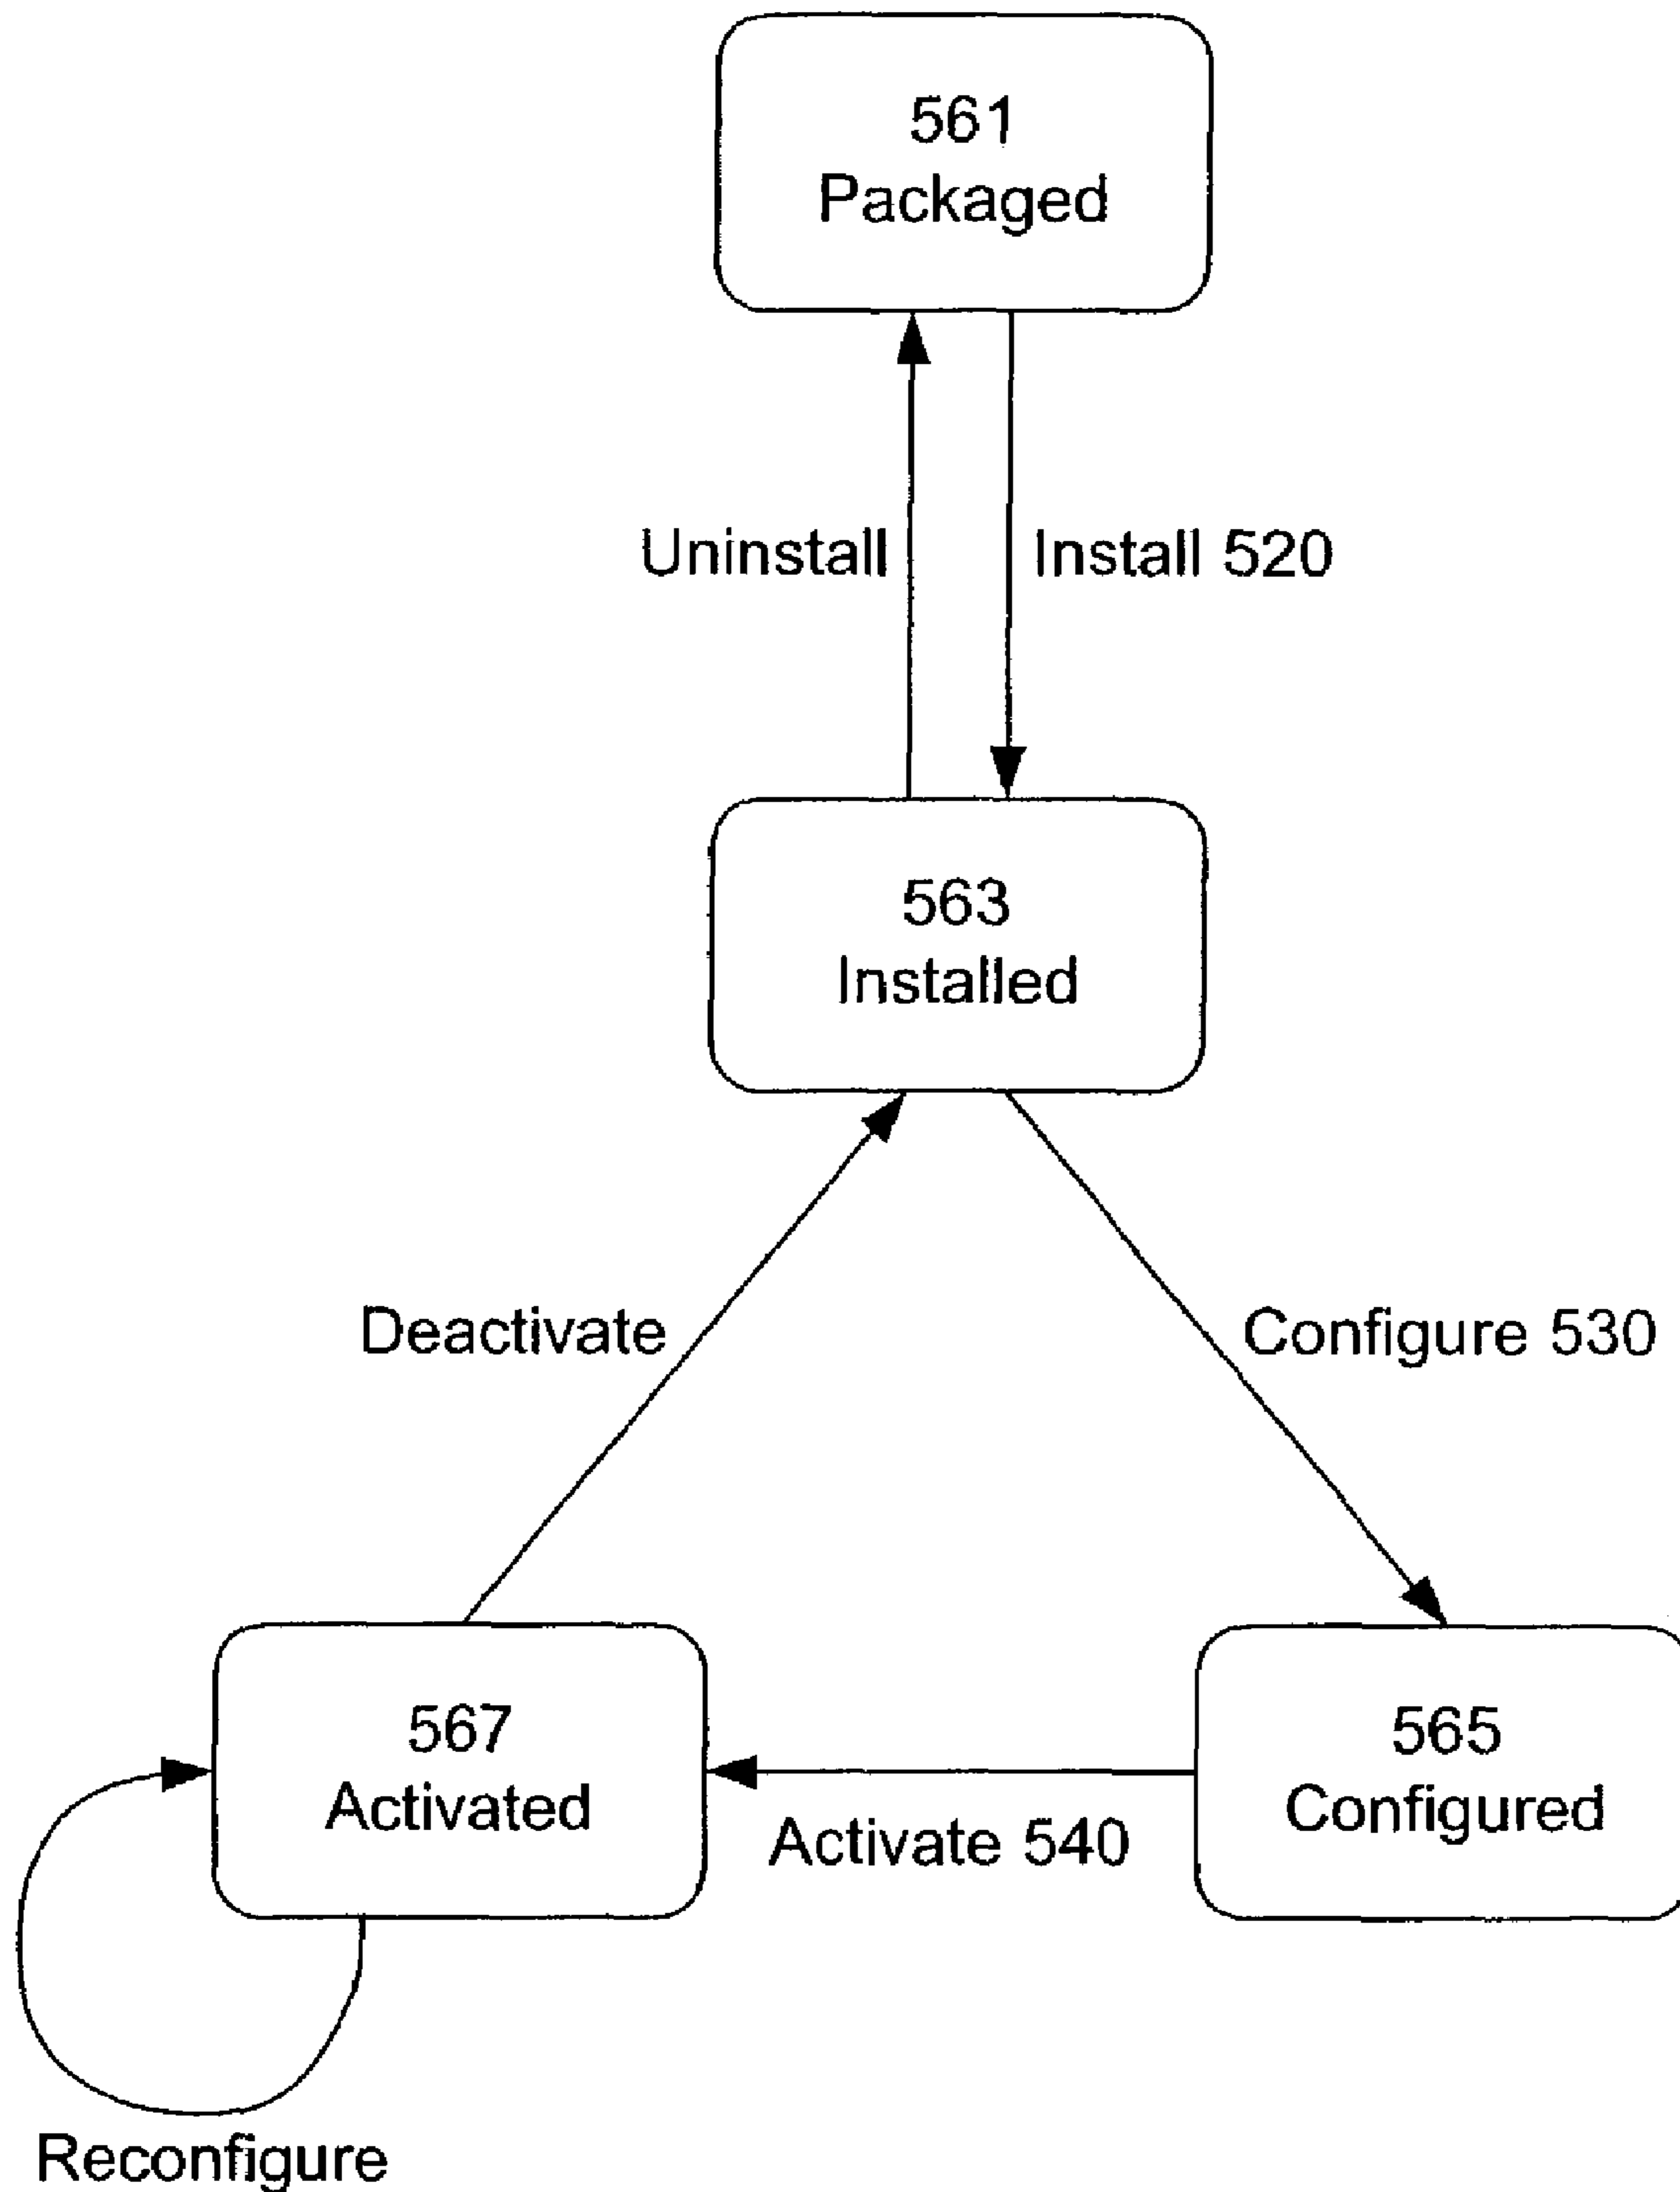 561
Packaged
Uninstall
Install 520
563
Installed
Deactivate
Configure 530
567
Activated
565
Configured
Activate 540
Reconfigure